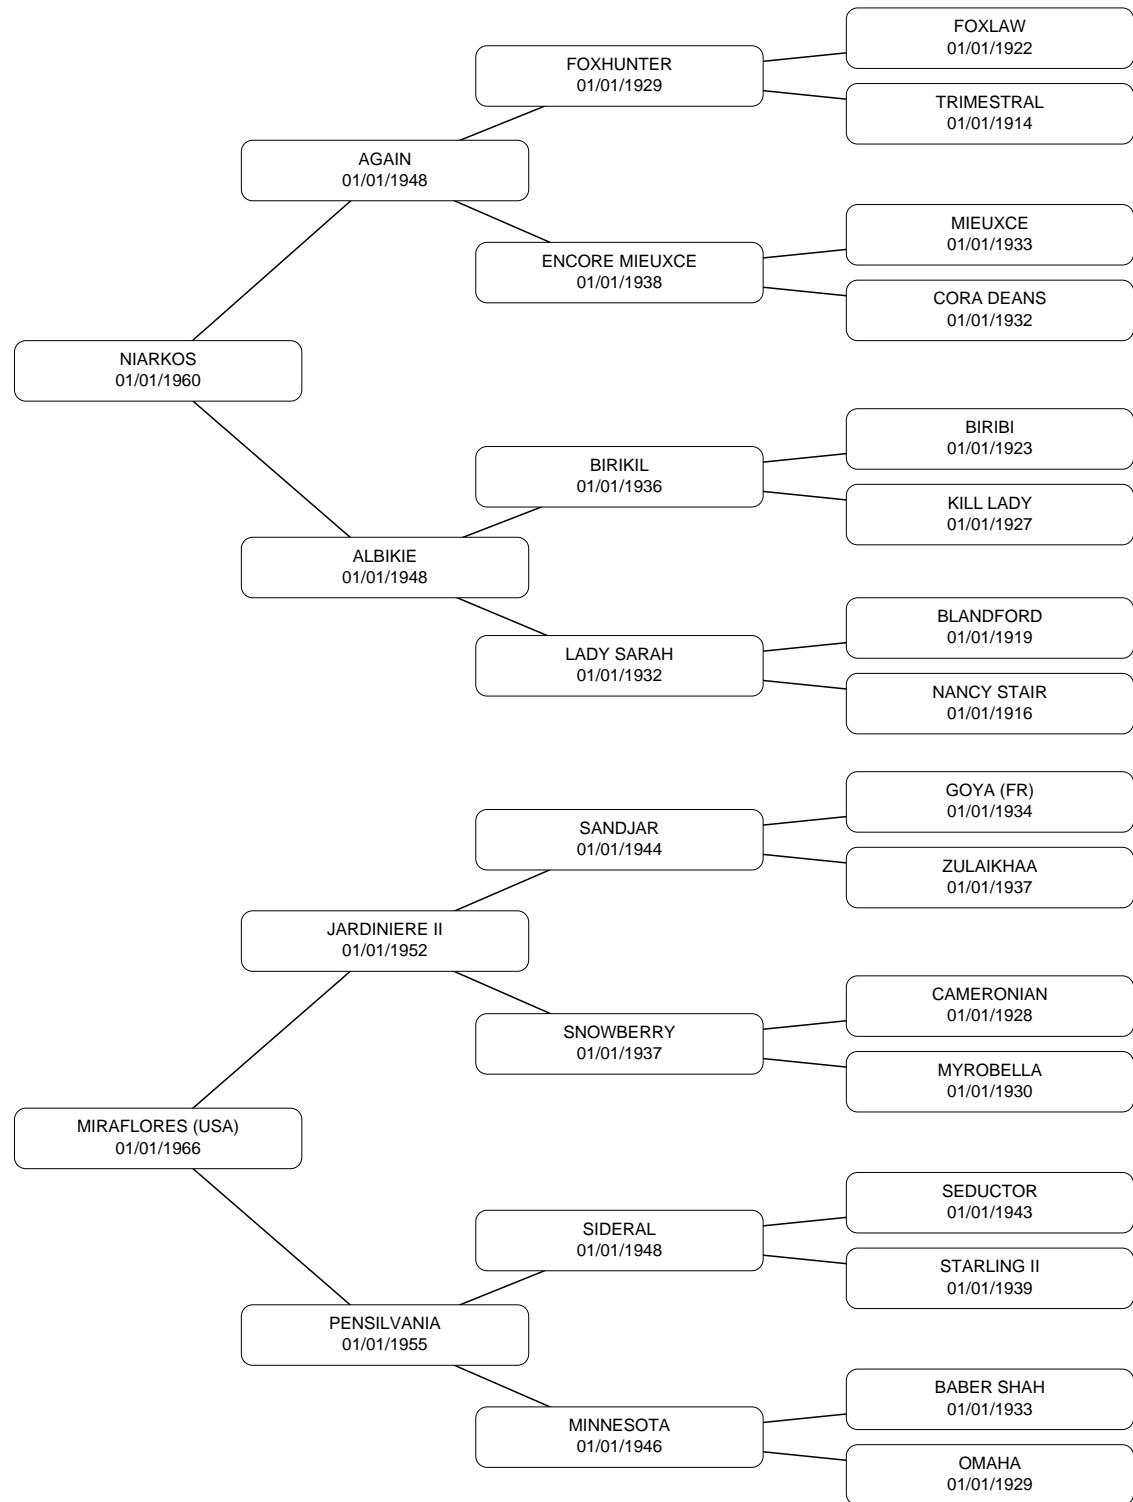 FOXLAW
01/01/1922
FOXHUNTER
01/01/1929
TRIMESTRAL
01/01/1914
AGAIN
01/01/1948
MIEUXCE
01/01/1933
ENCORE MIEUXCE
01/01/1938
CORA DEANS
01/01/1932
NIARKOS
01/01/1960
BIRIBI
01/01/1923
BIRIKIL
01/01/1936
KILL LADY
01/01/1927
ALBIKIE
01/01/1948
BLANDFORD
01/01/1919
LADY SARAH
01/01/1932
NANCY STAIR
01/01/1916
GOYA (FR)
01/01/1934
SANDJAR
01/01/1944
ZULAIKHAA
01/01/1937
JARDINIERE II
01/01/1952
CAMERONIAN
01/01/1928
SNOWBERRY
01/01/1937
MYROBELLA
01/01/1930
MIRAFLORES (USA)
01/01/1966
SEDUCTOR
01/01/1943
SIDERAL
01/01/1948
STARLING II
01/01/1939
PENSILVANIA
01/01/1955
BABER SHAH
01/01/1933
MINNESOTA
01/01/1946
OMAHA
01/01/1929